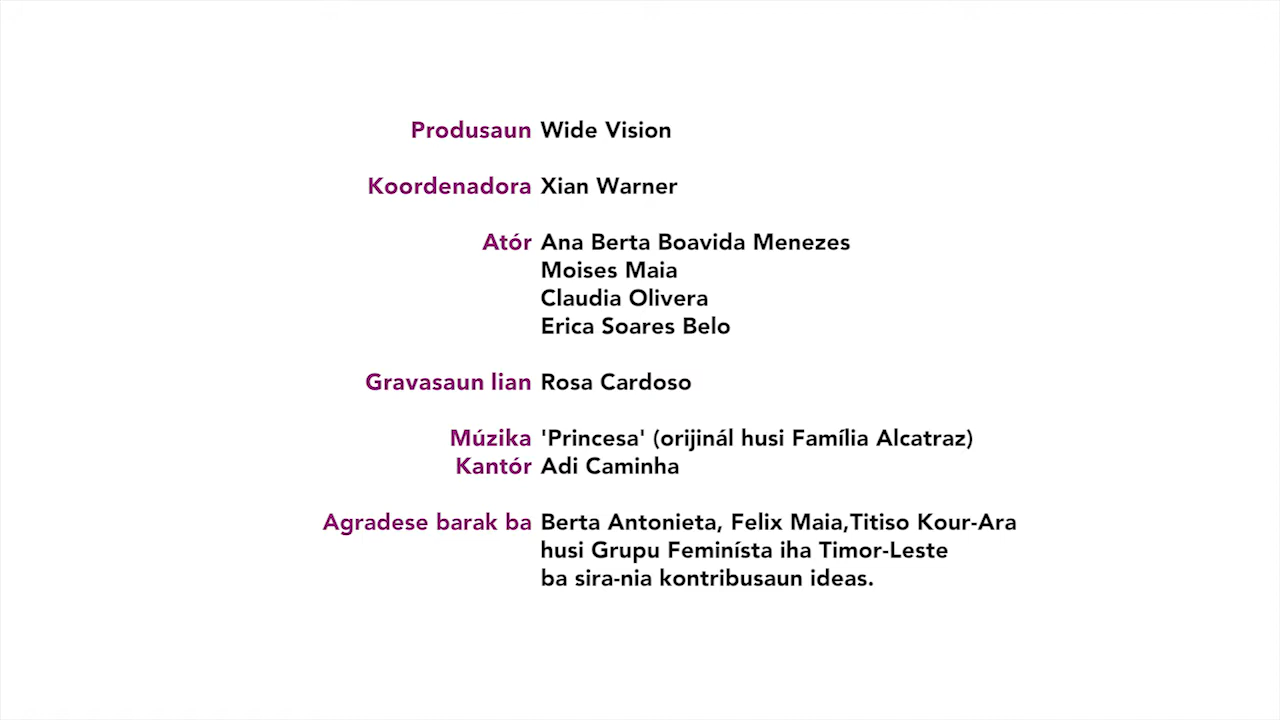 Produsaun Wide Vision
Koordenadora Xian Warner
Atór Ana Berta Boavida Menezes
Moises Maia
Claudia Olivera
Erica Soares Belo
Gravasaun lian Rosa Cardoso
Múzika 'Princesa' (orijinál husi Família Alcatraz)
Kantór Adi Caminha
Agradese barak ba Berta Antonieta, Felix Maia,Titiso Kour-Ara
husi Grupu Feminísta iha Timor-Leste
ba sira-nia kontribusaun ideas.